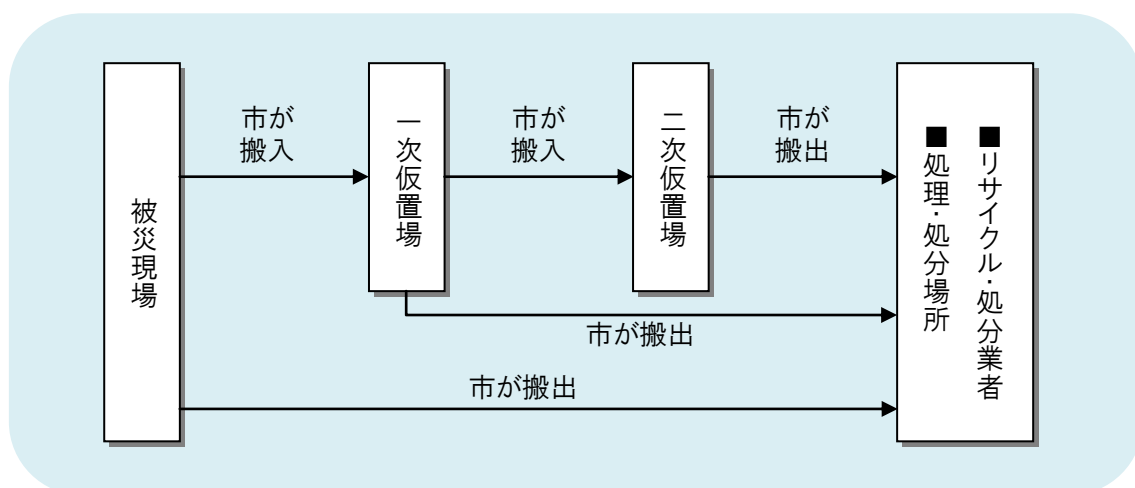 被災現場
市が
搬入
一次仮置場
市が
搬入
二次仮置場
市が
搬出
■リサイクル・処分業者
■処理・処分場所
市が搬出
市が搬出